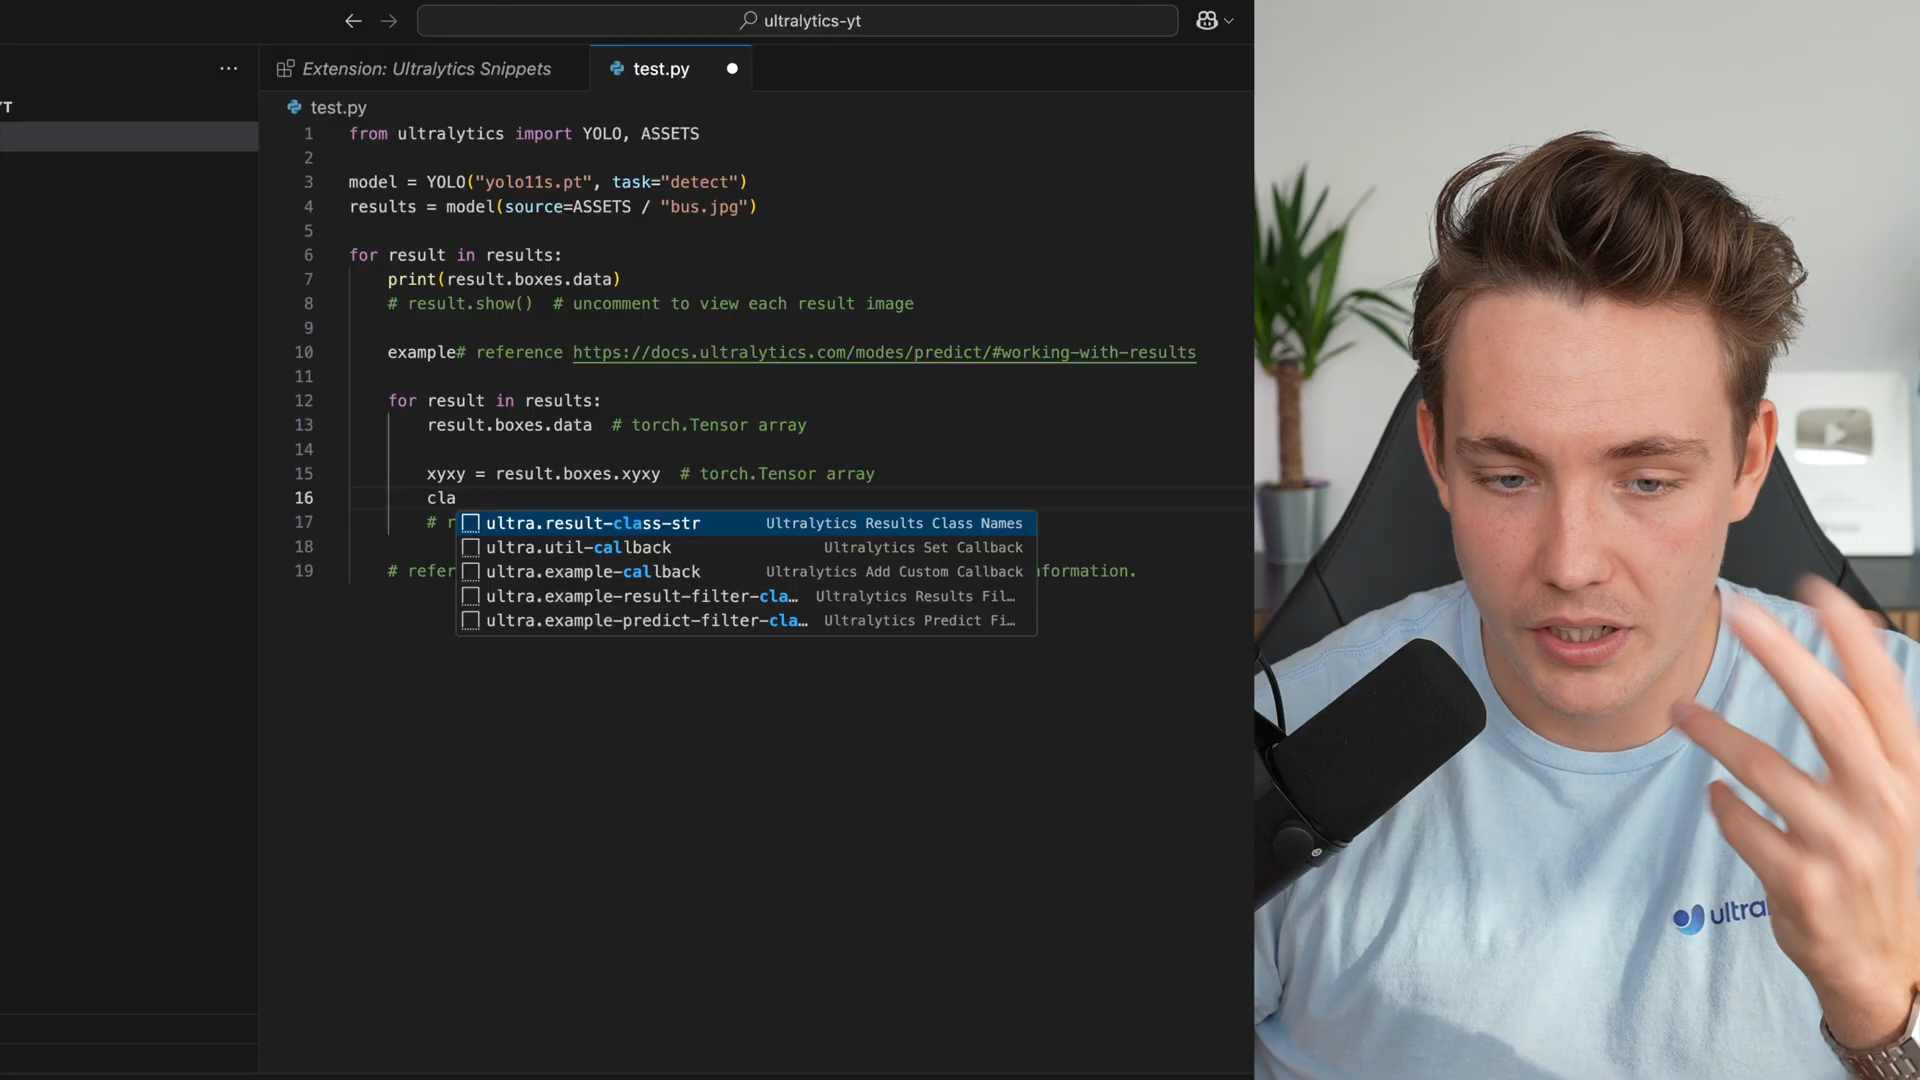 ultralytics-yt
Extension: Ultralytics Snippets
test.py
YT
test.py
1 from ultralytics import YOLO, ASSETS
2
3 model = YOLO("yolo11s.pt", task="detect")
4 results = model(source=ASSETS / "bus.jpg")
5
6 for result in results:
7 print(result.boxes.data)
8 # result.show() # uncomment to view each result image
9
10 example# reference https://docs.ultralytics.com/modes/predict/#working-with-results
11
12 for result in results:
13 result.boxes.data # torch.Tensor array
14
15 xyxy = result.boxes.xyxy # torch.Tensor array
16 cla
17 # r
ultra.result-class-str Ultralytics Results Class Names
18
ultra.util-callback Ultralytics Set Callback
19 # refer
ultra.example-callback Ultralytics Add Custom Callback
formation.
ultra.example-result-filter-cla… Ultralytics Results Fil…
ultra.example-predict-filter-cla… Ultralytics Predict Fi…
ultral